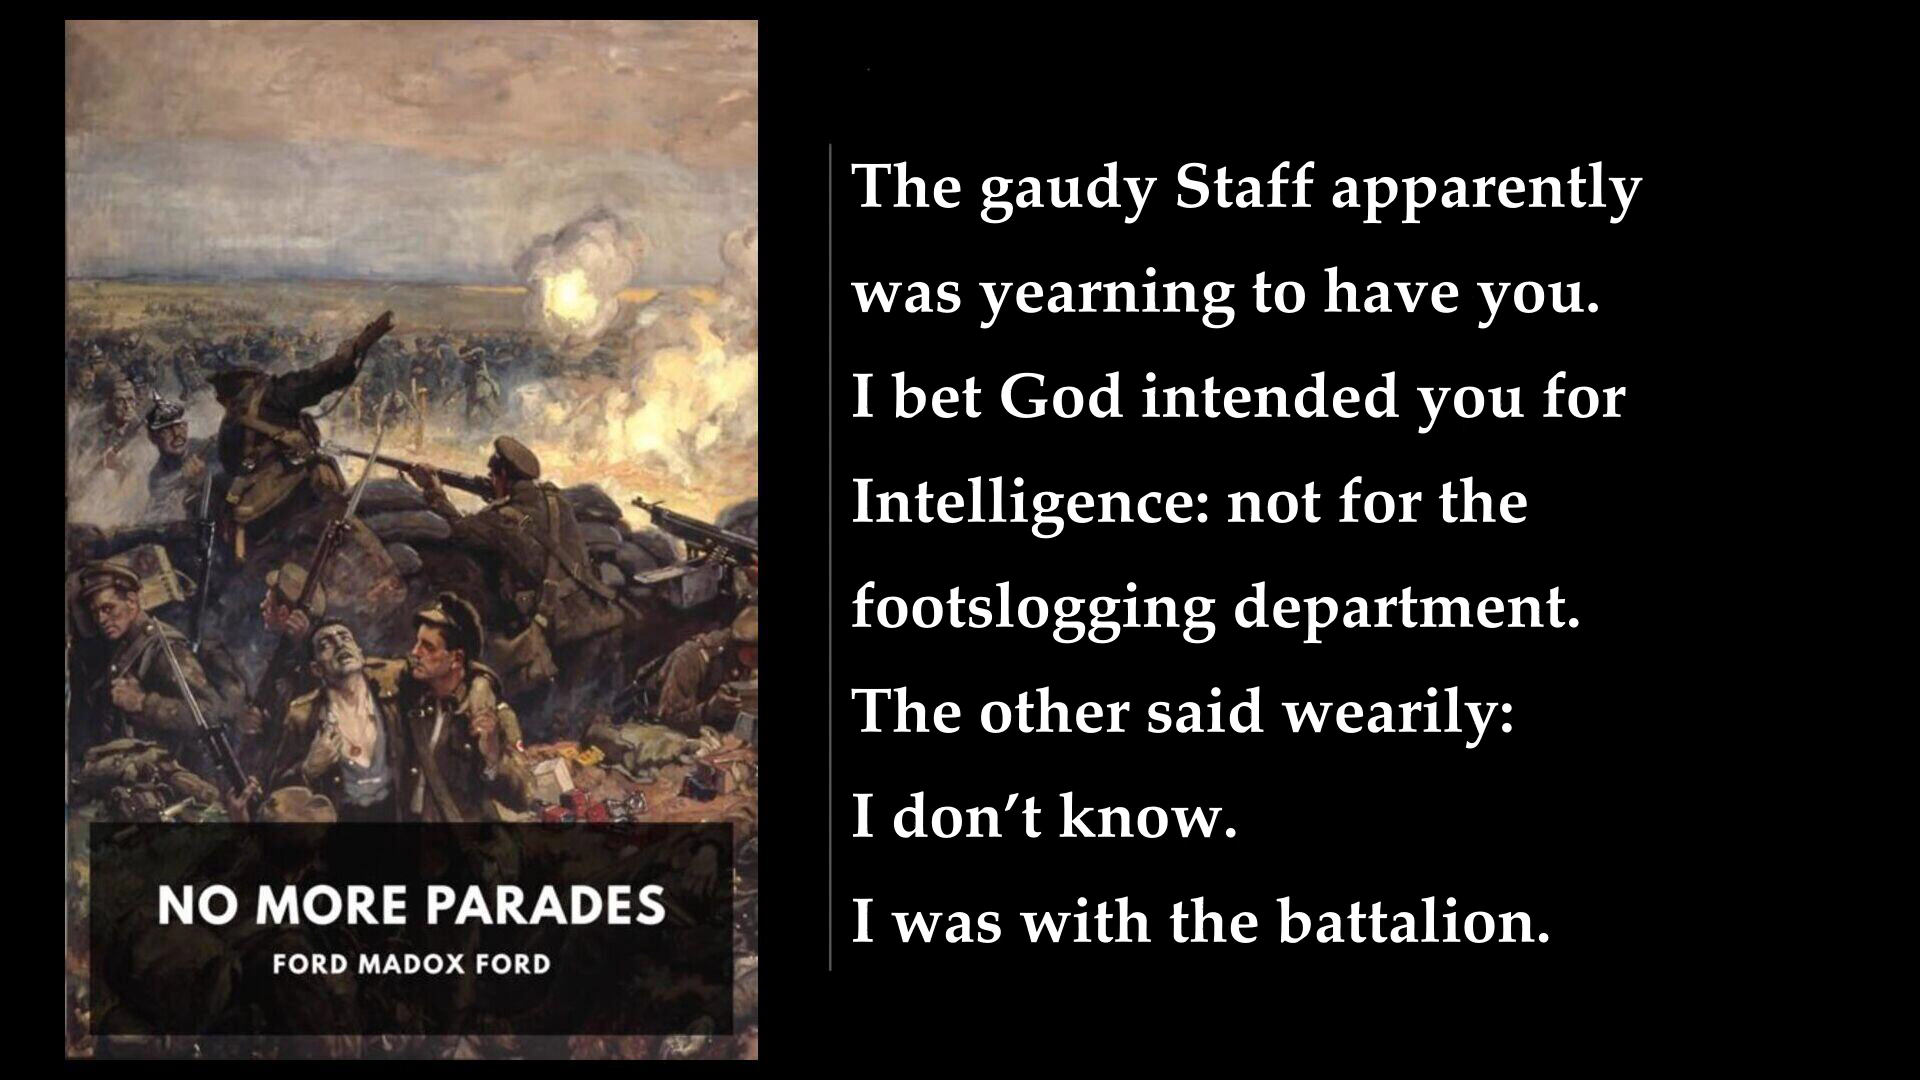 NO MORE PARADES
FORD MADOX FORD
The gaudy Staff apparently
was yearning to have you.
I bet God intended you for
Intelligence: not for the
footslogging department.
The other said wearily:
I don’t know.
I was with the battalion.